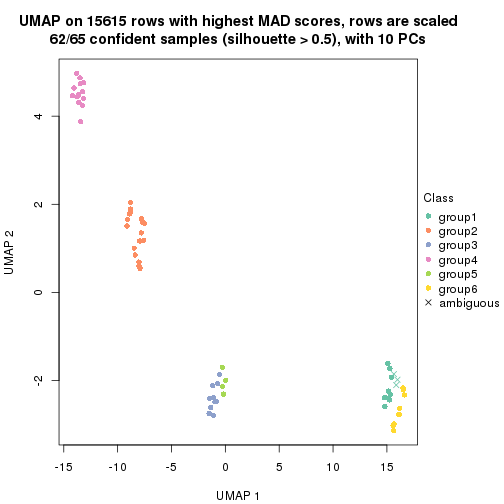 UMAP on 15615 rows with highest MAD scores, rows are scaled
62/65 confident samples (silhouette > 0.5), with 10 PCs
4
2
0
-2
UMAP 2
-15
-10
-5
0
5
10
15
UMAP 1
Class
group1
group2
group3
group4
group5
group6
ambiguous